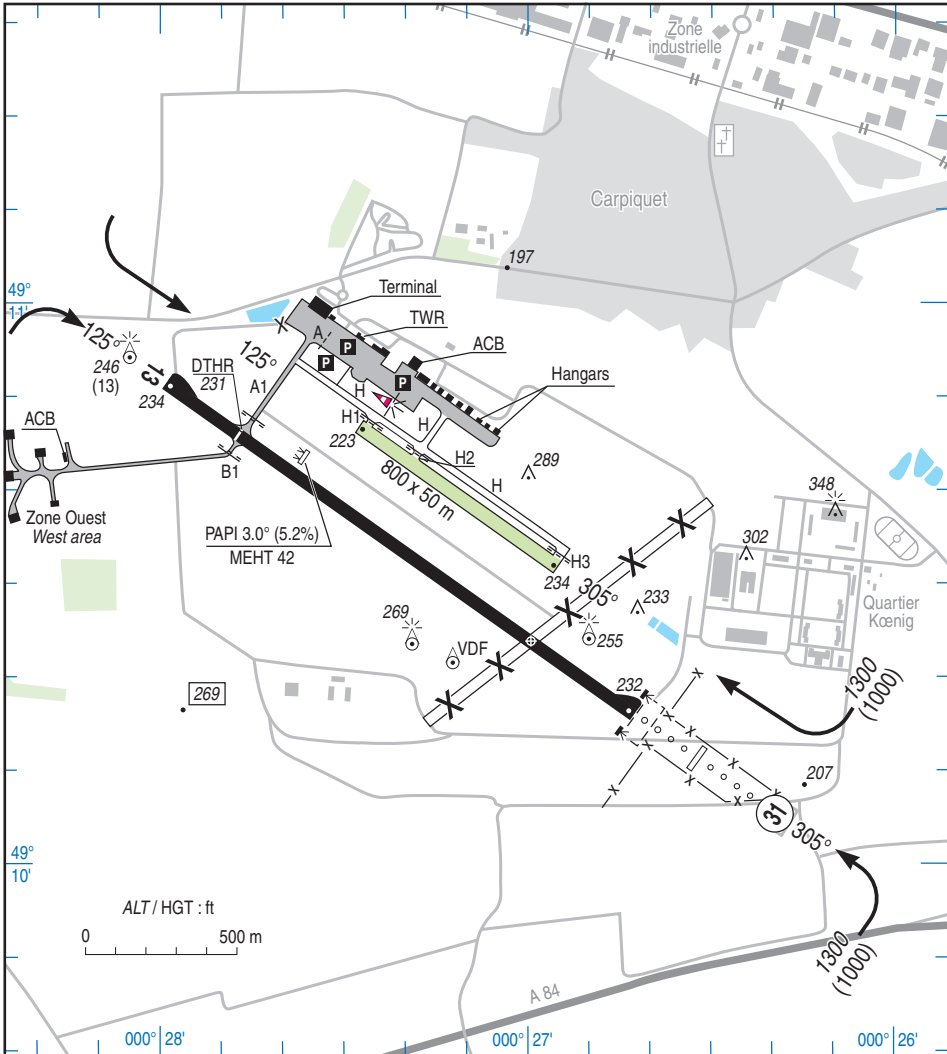 Zone
industrielle
Carpiquet
197
49°
11'
Terminal
TWR
ACB
Hangars
A
P
P
125°
246
(13)
13
234
DTHR
231
125°
A1
H
H
H1
223
H2
H
800 x 50 m
289
348
302
ACB
B1
Zone Ouest
West area
PAPI 3.0° (5.2%)
MEHT 42
H3
234
305°
233
255
Quartier
Kœnig
269
VDF
269
232
1300
(1000)
207
31
305°
49°
10'
ALT / HGT : ft
0
500 m
1300
(1000)
A 84
000° 28'
000° 27'
000° 26'